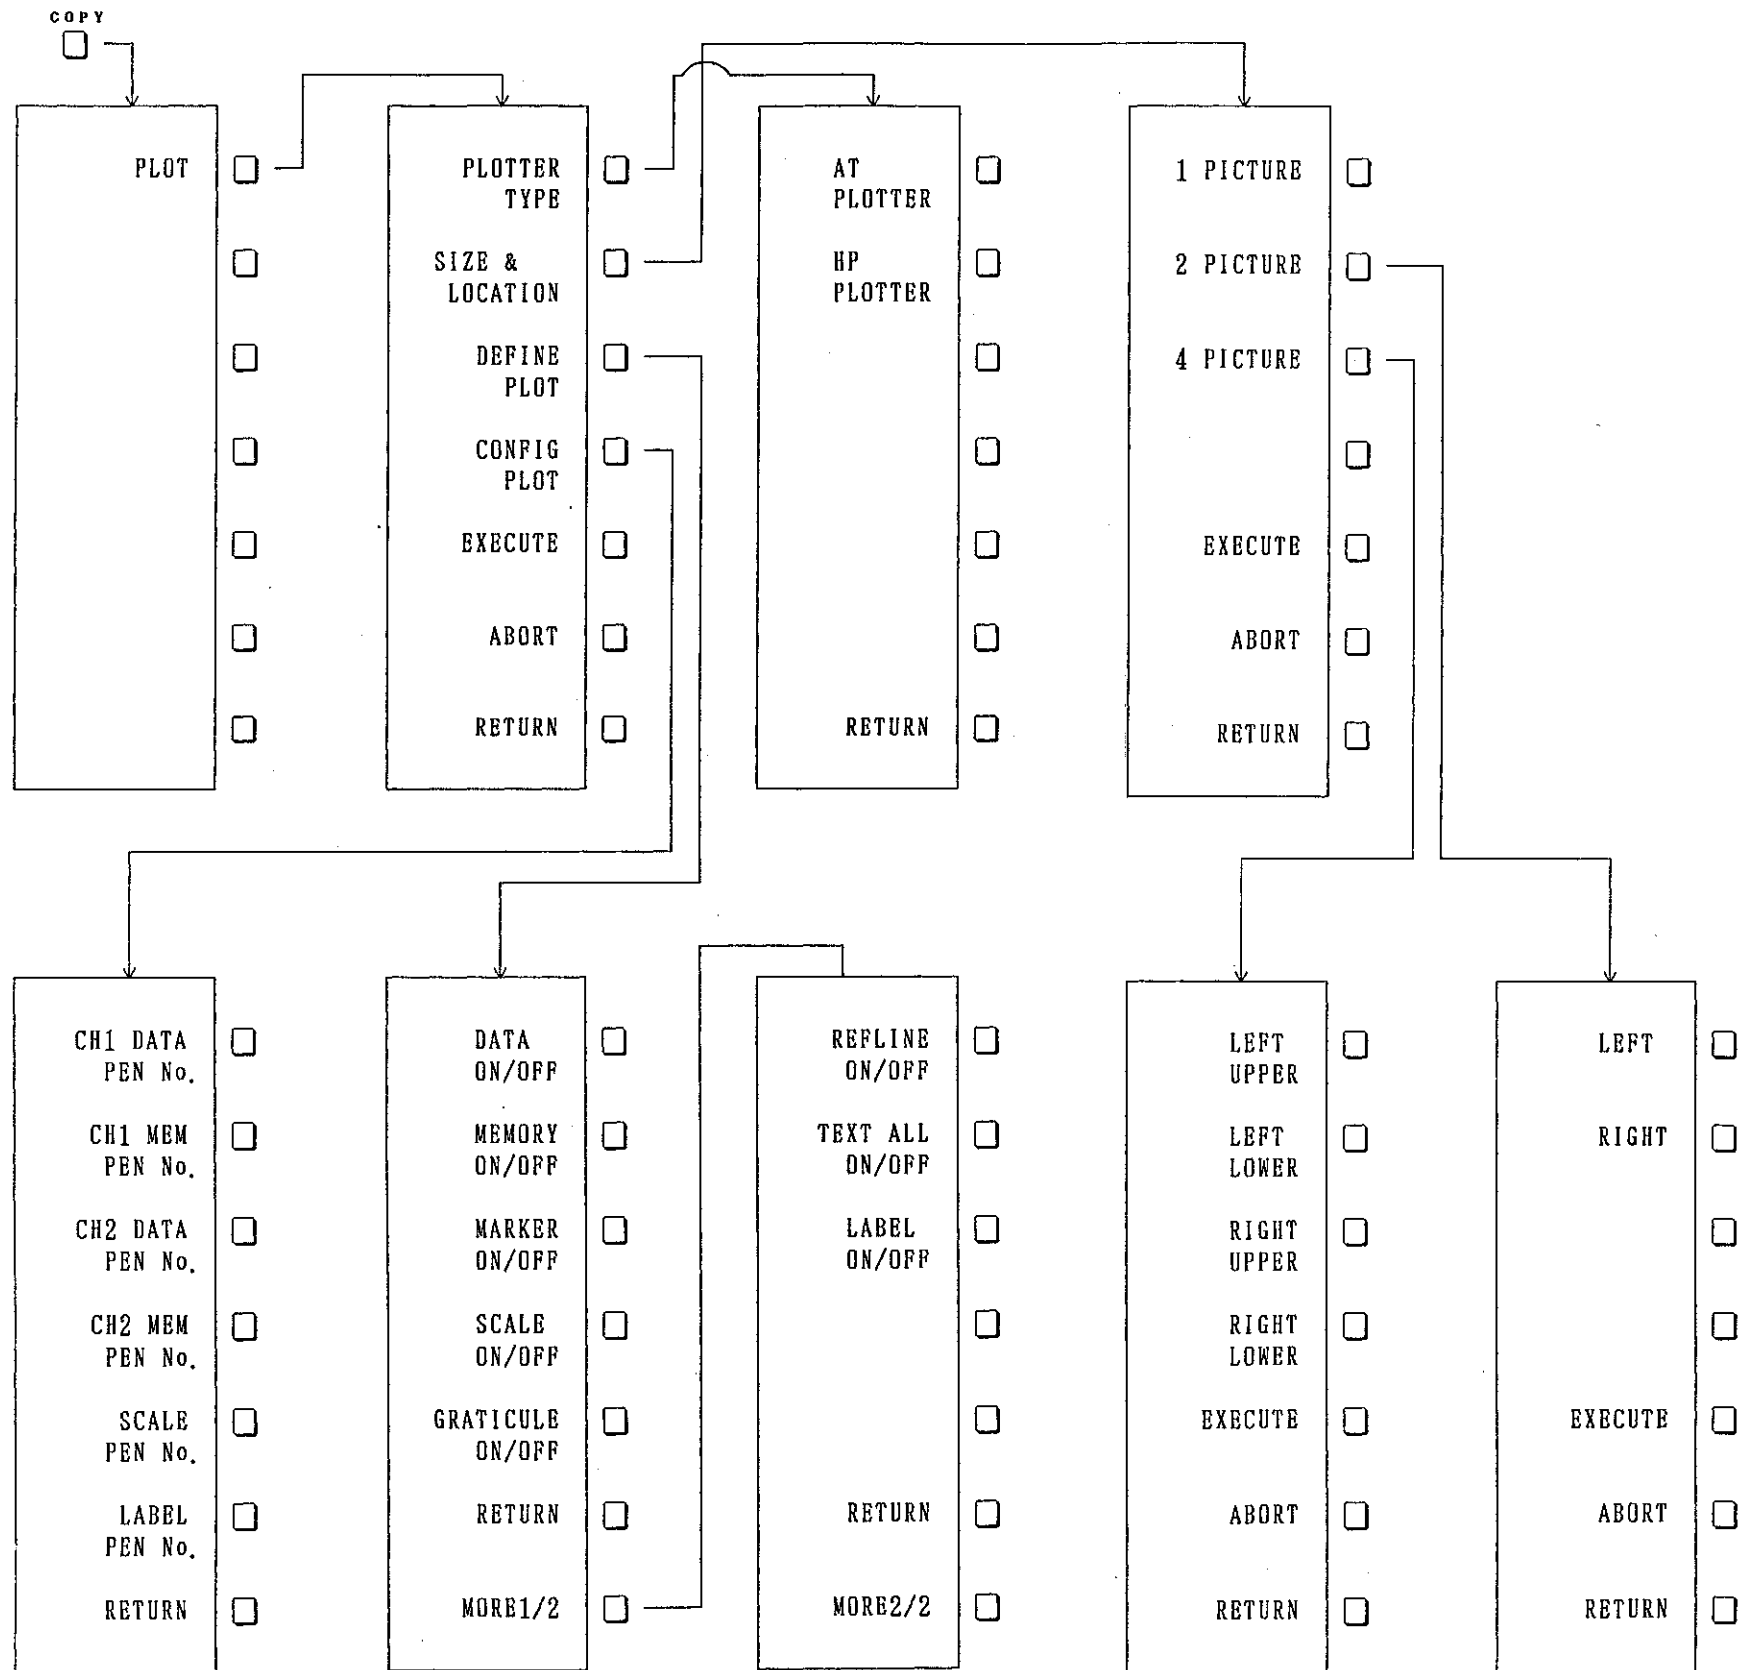 COPY
PLOT
PLOTTER
TYPE
SIZE &
LOCATION
DEFINE
PLOT
CONFIG
PLOT
EXECUTE
ABORT
RETURN
AT
PLOTTER
HP
PLOTTER
RETURN
1 PICTURE
2 PICTURE
4 PICTURE
EXECUTE
ABORT
RETURN
CH1 DATA
PEN No.
CH1 MEM
PEN No.
CH2 DATA
PEN No.
CH2 MEM
PEN No.
SCALE
PEN No.
LABEL
PEN No.
RETURN
DATA
ON/OFF
MEMORY
ON/OFF
MARKER
ON/OFF
SCALE
ON/OFF
GRATICULE
ON/OFF
RETURN
MORE1/2
REFLINE
ON/OFF
TEXT ALL
ON/OFF
LABEL
ON/OFF
RETURN
MORE2/2
LEFT
UPPER
LEFT
LOWER
RIGHT
UPPER
RIGHT
LOWER
EXECUTE
ABORT
RETURN
LEFT
RIGHT
EXECUTE
ABORT
RETURN